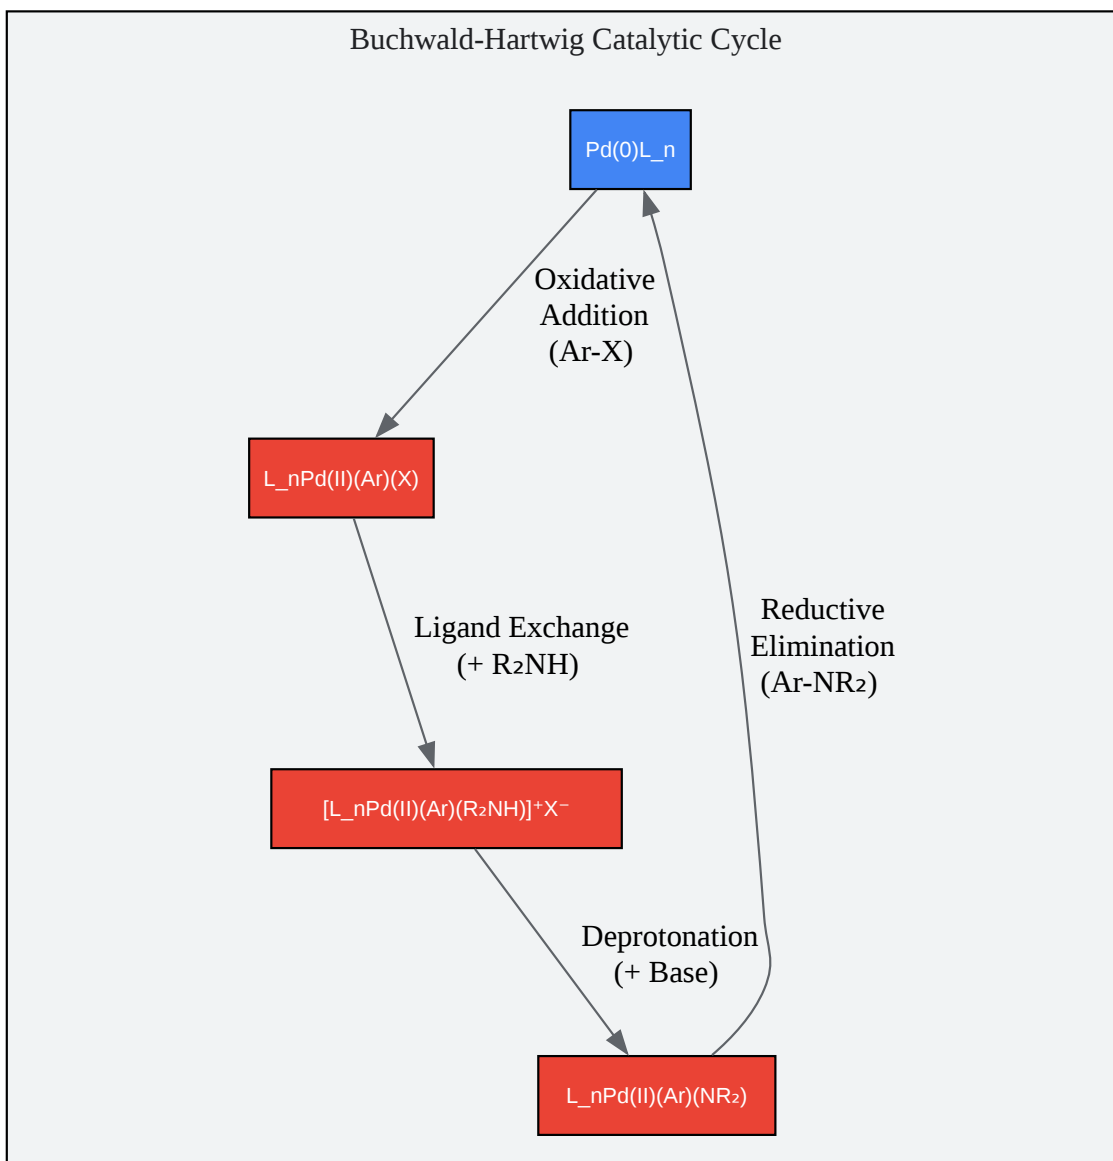 Buchwald-Hartwig Catalytic Cycle
Pd(0)L_n
Oxidative
Addition
(Ar-X)
L_nPd(II)(Ar)(X)
Ligand Exchange
(+ R₂NH)
Reductive
Elimination
(Ar-NR₂)
[L_nPd(II)(Ar)(R₂NH)]⁺X⁻
Deprotonation
(+ Base)
L_nPd(II)(Ar)(NR₂)